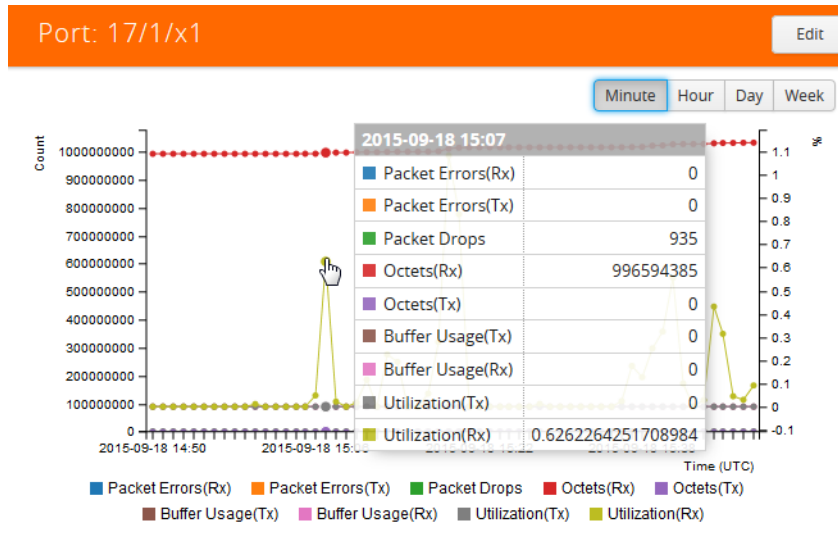 Port: 17/1/x1
Edit
Minute Hour Day Week
Count
%
1000000000
900000000
800000000
700000000
600000000
500000000
400000000
300000000
200000000
100000000
0
1.1
1
0.9
0.8
0.7
0.6
0.5
0.4
0.3
0.2
0.1
0
-0.1
2015-09-18 15:07
Packet Errors(Rx) 0
Packet Errors(Tx) 0
Packet Drops 935
Octets(Rx) 996594385
Octets(Tx) 0
Buffer Usage(Tx) 0
Buffer Usage(Rx) 0
Utilization(Tx) 0
Utilization(Rx) 0.6262264251708984
2015-09-18 14:50
2015-09-18
Time (UTC)
Packet Errors(Rx) Packet Errors(Tx) Packet Drops Octets(Rx) Octets(Tx)
Buffer Usage(Tx) Buffer Usage(Rx) Utilization(Tx) Utilization(Rx)